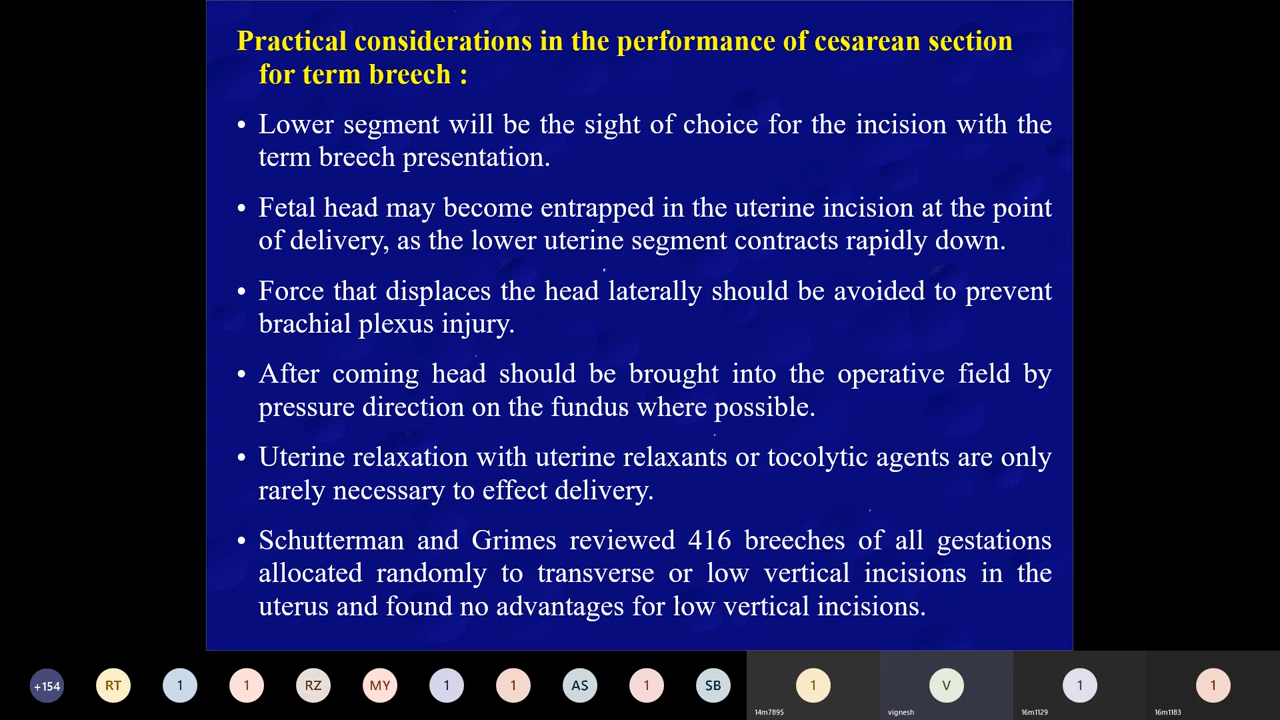 Practical considerations in the performance of cesarean section
for term breech :
• Lower segment will be the sight of choice for the incision with the
term breech presentation.
• Fetal head may become entrapped in the uterine incision at the point
of delivery, as the lower uterine segment contracts rapidly down.
• Force that displaces the head laterally should be avoided to prevent
brachial plexus injury.
• After coming head should be brought into the operative field by
pressure direction on the fundus where possible.
• Uterine relaxation with uterine relaxants or tocolytic agents are only
rarely necessary to effect delivery.
• Schutterman and Grimes reviewed 416 breeches of all gestations
allocated randomly to transverse or low vertical incisions in the
uterus and found no advantages for low vertical incisions.
+154 RT 1 1 RZ MY 1 1 AS 1 SB 1 V 1 1
14m7895 vignesh 16m1129 16m1183